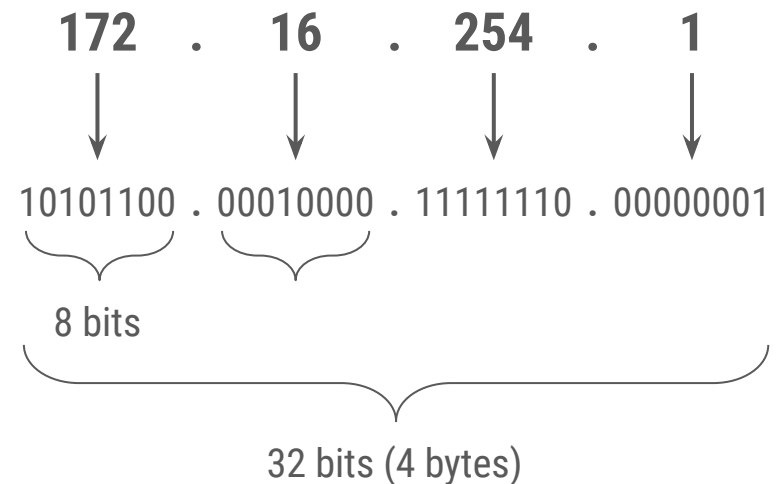 172 . 16 . 254 . 1
10101100 . 00010000 . 11111110 . 00000001
8 bits
32 bits (4 bytes)